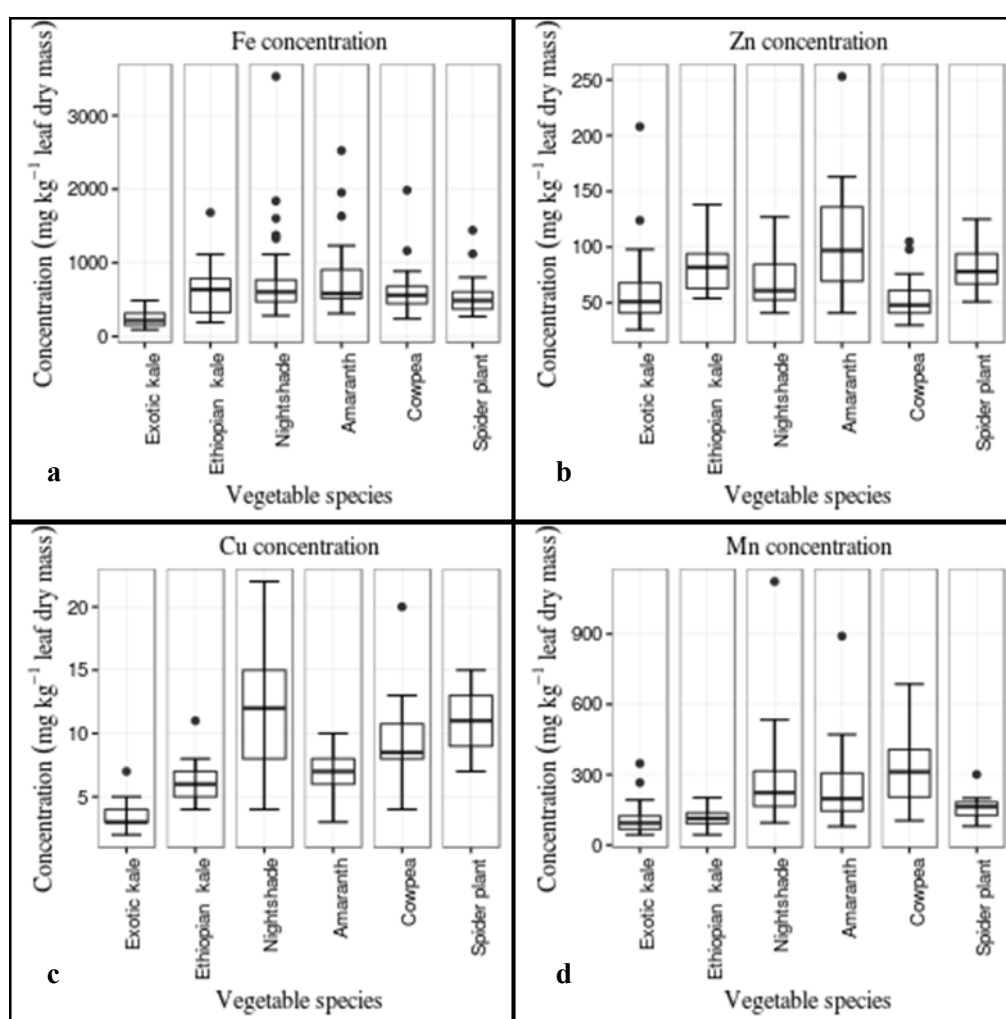 Fe concentration
Concentration (mg kg⁻¹ leaf dry mass)
3000
2000
1000
0
Exotic kale
Ethiopian kale
Nightshade
Amaranth
Cowpea
Spider plant
a
Vegetable species
Zn concentration
Concentration (mg kg⁻¹ leaf dry mass)
250
200
150
100
50
Exotic kale
Ethiopian kale
Nightshade
Amaranth
Cowpea
Spider plant
b
Vegetable species
Cu concentration
Concentration (mg kg⁻¹ leaf dry mass)
20
15
10
5
Exotic kale
Ethiopian kale
Nightshade
Amaranth
Cowpea
Spider plant
c
Vegetable species
Mn concentration
Concentration (mg kg⁻¹ leaf dry mass)
900
600
300
0
Exotic kale
Ethiopian kale
Nightshade
Amaranth
Cowpea
Spider plant
d
Vegetable species